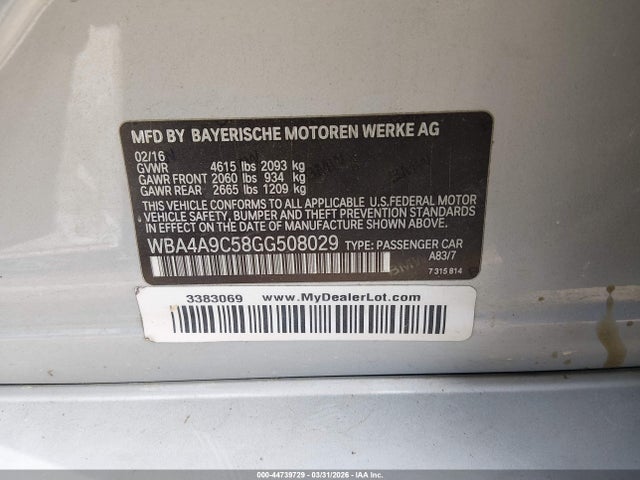 MFD BY BAYERISCHE MOTOREN WERKE AG
02/16
GVWR 4615 lbs 2093 kg
GAWR FRONT 2060 lbs 934 kg
GAWR REAR 2665 lbs 1209 kg
THIS VEHICLE CONFORMS TO ALL APPLICABLE U.S.FEDERAL MOTOR
VEHICLE SAFETY, BUMPER AND THEFT PREVENTION STANDARDS
IN EFFECT ON THE DATE OF MANUFACTURE SHOWN ABOVE.
WBA4A9C58GG508029 TYPE: PASSENGER CAR
A83/7
7 315 814
3383069 www.MyDealerLot.com
000-44739729 - 03/31/2026 - IAA Inc.